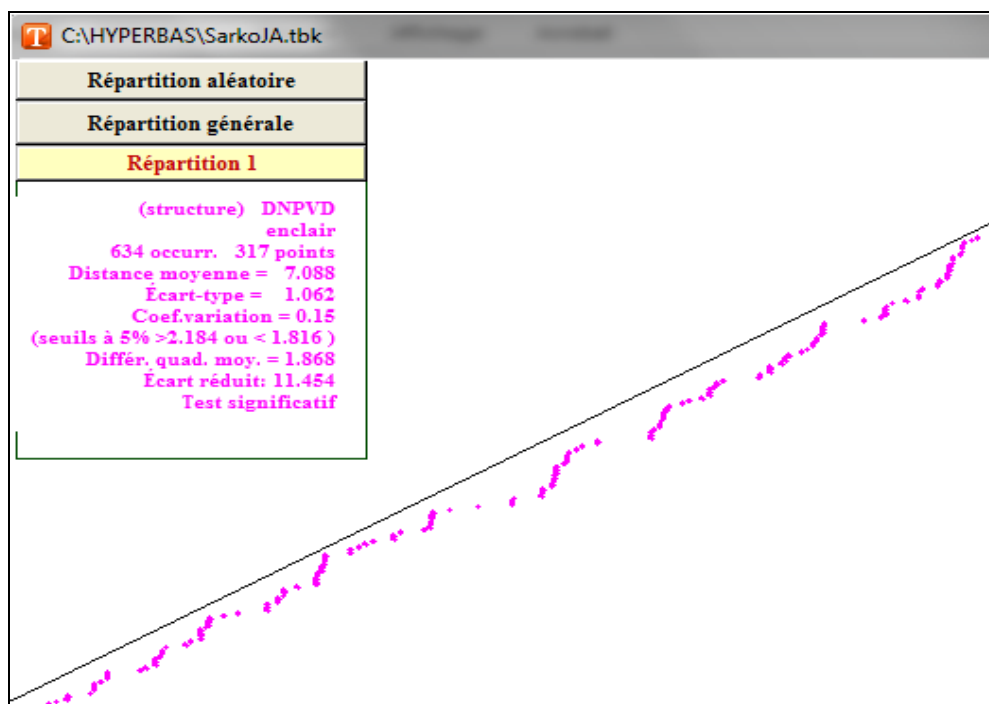 T C:\HYPERBAS\SarkoJA.tbk
Répartition aléatoire
Répartition générale
Répartition 1
(structure) DNPVD
enclair
634 occurr. 317 points
Distance moyenne = 7.088
Écart-type = 1.062
Coef.variation = 0.15
(seuils à 5% >2.184 ou < 1.816 )
Différ. quad. moy. = 1.868
Écart réduit: 11.454
Test significatif